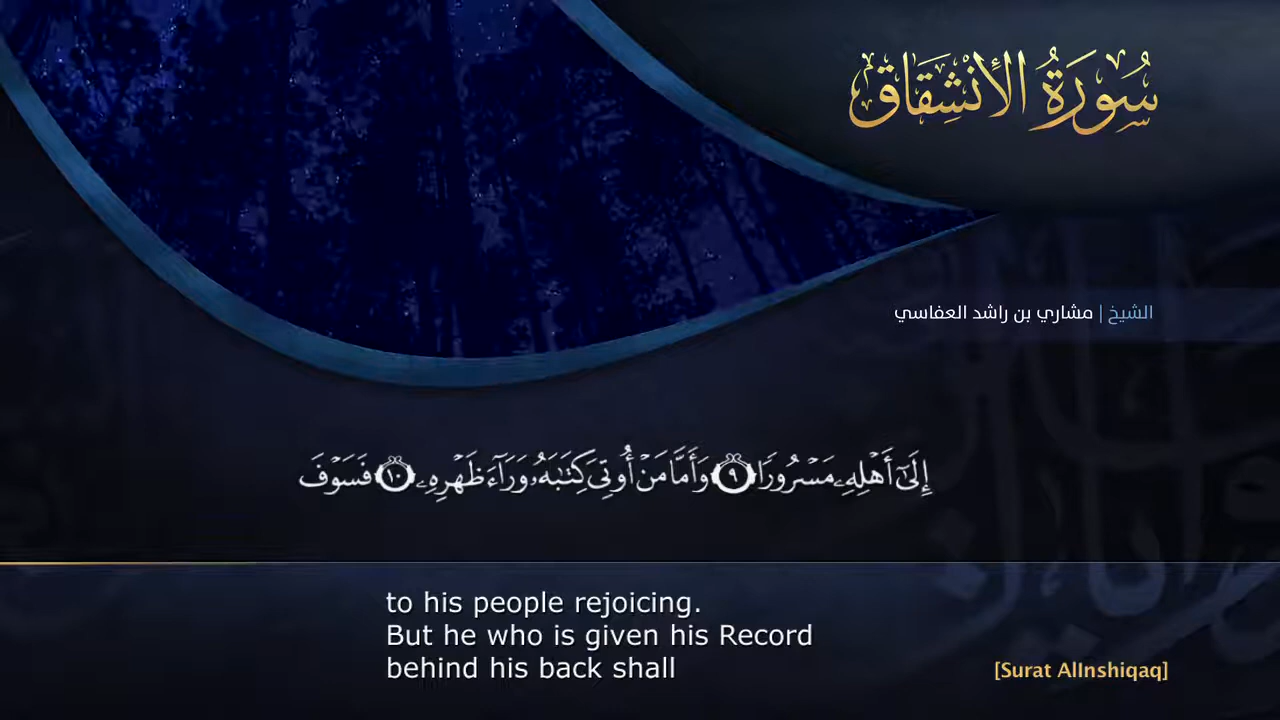 سُورَةُ الإِنْشِقَاق
الشيخ | مشاري بن راشد العفاسي
إِلَىٰٓ أَهْلِهِۦ مَسْرُورًا ٩ وَأَمَّا مَنْ أُوتِىَ كِتَٰبَهُۥ وَرَآءَ ظَهْرِهِۦ ١٠ فَسَوْفَ
to his people rejoicing.
But he who is given his Record
behind his back shall
[Surat AlInshiqaq]